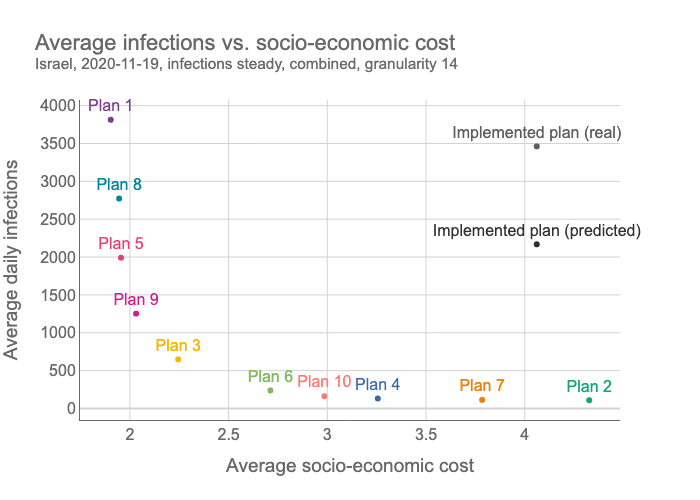 Average infections vs. socio-economic cost
Israel, 2020-11-19, infections steady, combined, granularity 14
Average daily infections
4000
3500
3000
2500
2000
1500
1000
500
0
Plan 1
Implemented plan (real)
Plan 8
Implemented plan (predicted)
Plan 5
Plan 9
Plan 3
Plan 6
Plan 10
Plan 4
Plan 7
Plan 2
2
2.5
3
3.5
4
Average socio-economic cost